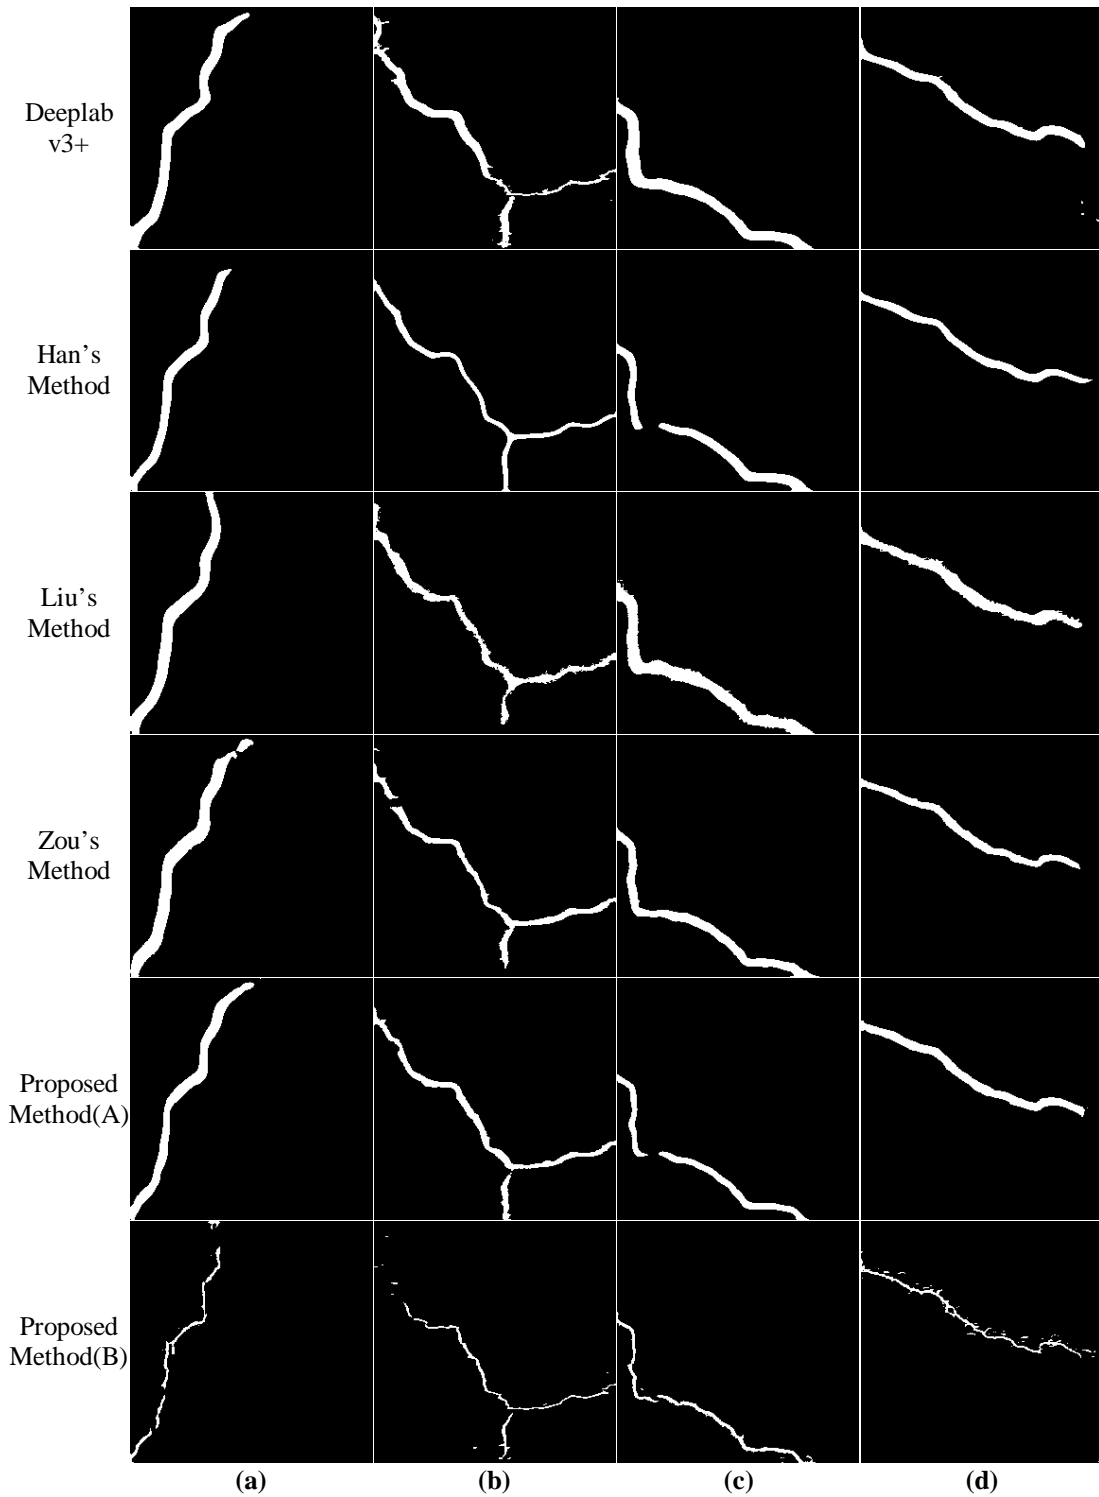 Deeplab
v3+
Han’s
Method
Liu’s
Method
Zou’s
Method
Proposed
Method(A)
Proposed
Method(B)
(a) (b) (c) (d)